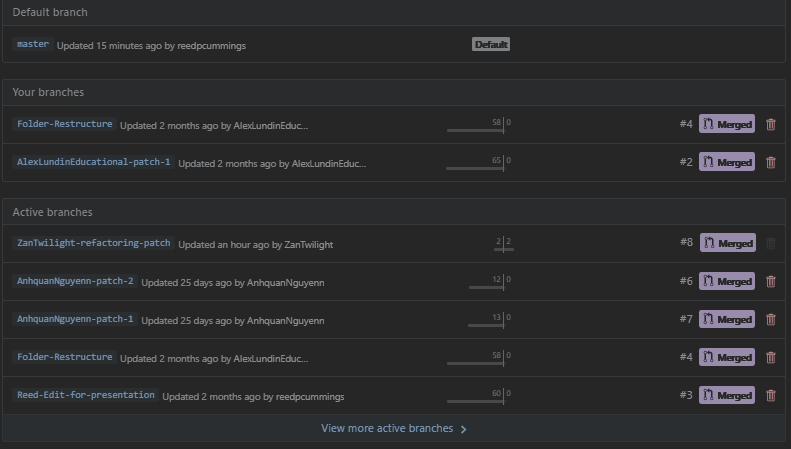 Default branch
master Updated 15 minutes ago by reedpcummings Default
Your branches
Folder-Restructure Updated 2 months ago by AlexLundinEduc... 58 0 #4 Merged
AlexLundinEducational-patch-1 Updated 2 months ago by AlexLundinEduc... 65 0 #2 Merged
Active branches
ZanTwilight-refactoring-patch Updated an hour ago by ZanTwilight 2 2 #8 Merged
AnhquanNguyenn-patch-2 Updated 25 days ago by AnhquanNguyenn 12 0 #6 Merged
AnhquanNguyenn-patch-1 Updated 25 days ago by AnhquanNguyenn 13 0 #7 Merged
Folder-Restructure Updated 2 months ago by AlexLundinEduc... 58 0 #4 Merged
Reed-Edit-for-presentation Updated 2 months ago by reedpcummings 60 0 #3 Merged
View more active branches